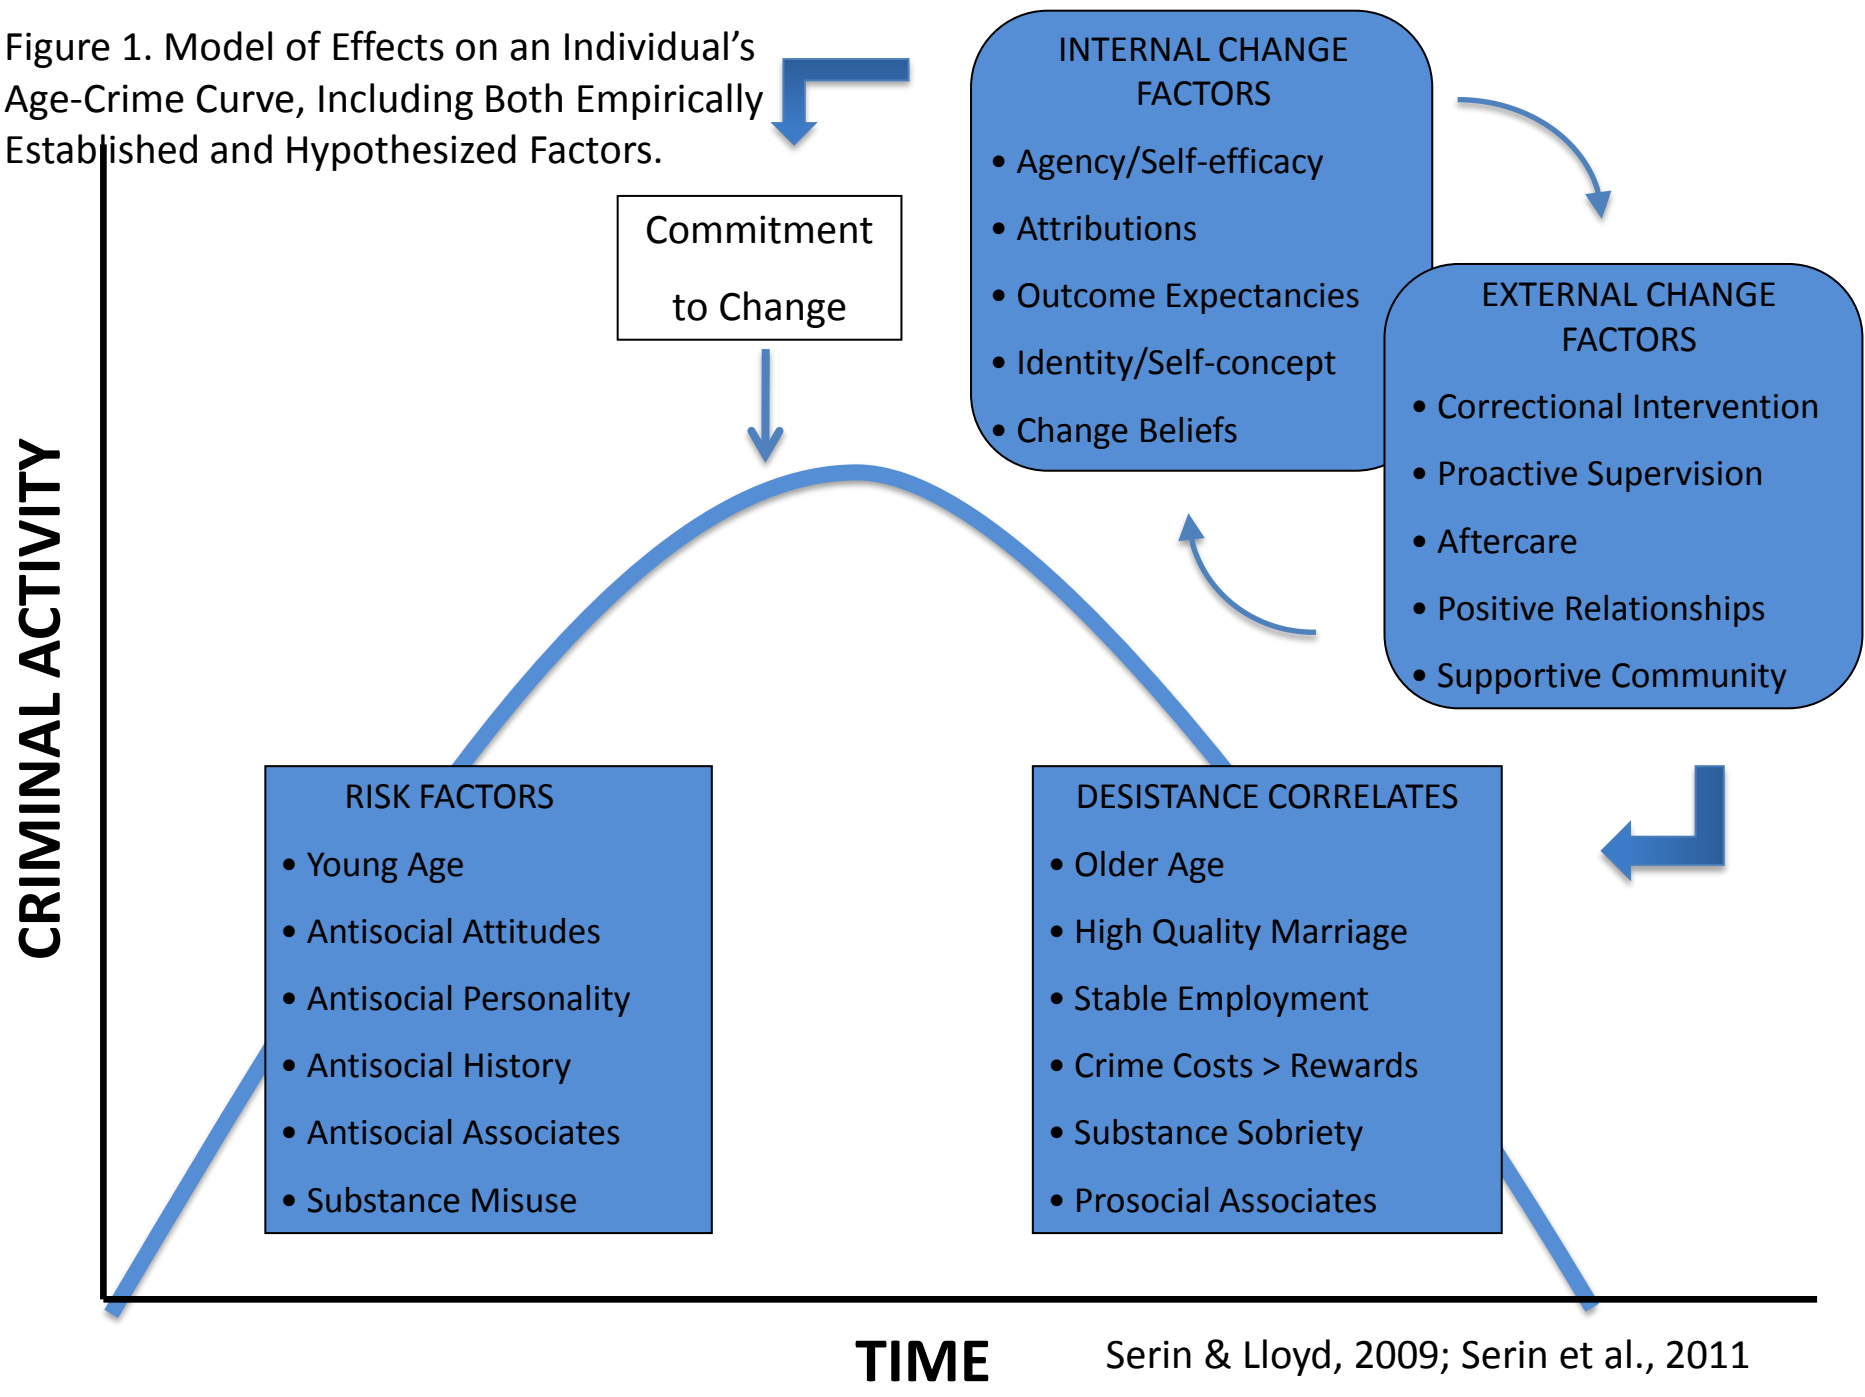 Figure 1. Model of Effects on an Individual’s
Age-Crime Curve, Including Both Empirically
Established and Hypothesized Factors.
Commitment
to Change
INTERNAL CHANGE
FACTORS
• Agency/Self-efficacy
• Attributions
• Outcome Expectancies
• Identity/Self-concept
• Change Beliefs
EXTERNAL CHANGE
FACTORS
• Correctional Intervention
• Proactive Supervision
• Aftercare
• Positive Relationships
• Supportive Community
CRIMINAL ACTIVITY
RISK FACTORS
• Young Age
• Antisocial Attitudes
• Antisocial Personality
• Antisocial History
• Antisocial Associates
• Substance Misuse
DESISTANCE CORRELATES
• Older Age
• High Quality Marriage
• Stable Employment
• Crime Costs > Rewards
• Substance Sobriety
• Prosocial Associates
TIME
Serin & Lloyd, 2009; Serin et al., 2011